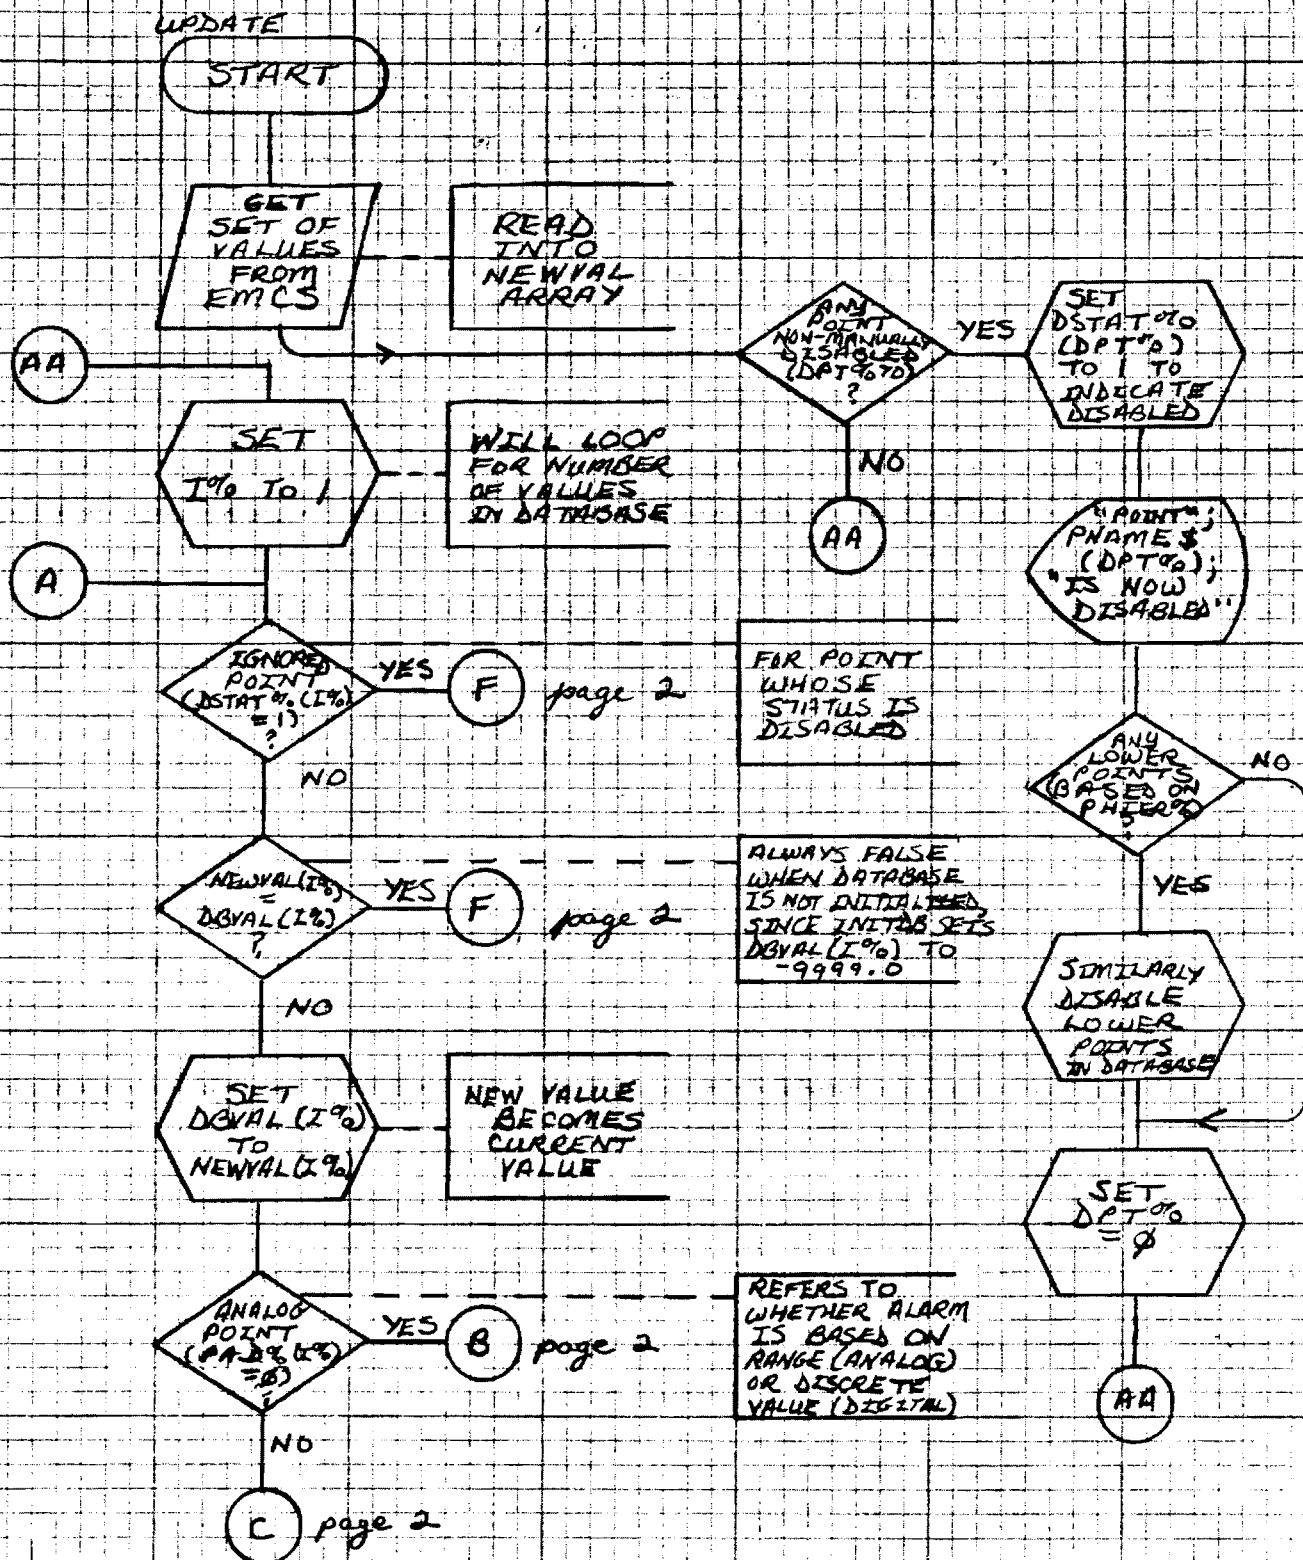 UPDATE
START
GET
SET OF
VALUES
FROM
EMCS
READ
INTO
NEWVAL
ARRAY
ANY
POINT
NON-MANUALLY
DISABLED
(DPT%>0)
?
YES
SET
DSTAT%
(DPT%)
TO 1 TO
INDICATE
DISABLED
NO
AA
"POINT";
PNAME$
(DPT%);
"IS NOW
DISABLED"
ANY
LOWER
POINTS
(BASED ON
PHIER%)
?
NO
YES
SIMILARLY
DISABLE
LOWER
POINTS
IN DATABASE
SET
DPT%
= Ø
AA
AA
SET
I% TO 1
WILL LOOP
FOR NUMBER
OF VALUES
IN DATABASE
A
IGNORED
POINT
(DSTAT%(I%)
= 1)
?
YES
F
page 2
FOR POINT
WHOSE
STATUS IS
DISABLED
NO
NEWVAL(I%)
=
DBVAL(I%)
?
YES
F
page 2
ALWAYS FALSE
WHEN DATABASE
IS NOT INITIALIZED,
SINCE INITDB SETS
DBVAL(I%) TO
-9999.0
NO
SET
DBVAL(I%)
TO
NEWVAL(I%)
NEW VALUE
BECOMES
CURRENT
VALUE
ANALOG
POINT
(PA-D%(I%)
=Ø)
?
YES
B
page 2
REFERS TO
WHETHER ALARM
IS BASED ON
RANGE (ANALOG)
OR DISCRETE
VALUE (DIGITAL)
NO
C
page 2